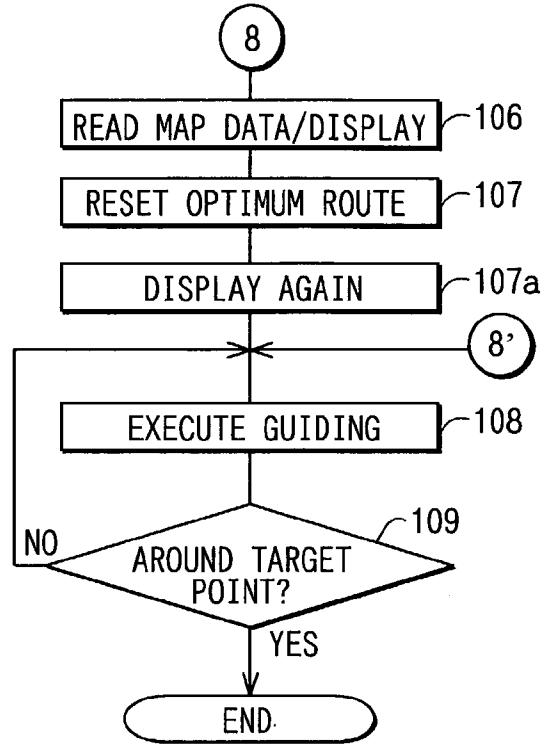 8
READ MAP DATA/DISPLAY
106
RESET OPTIMUM ROUTE
107
DISPLAY AGAIN
107a
8'
EXECUTE GUIDING
108
109
NO
AROUND TARGET
POINT?
YES
END